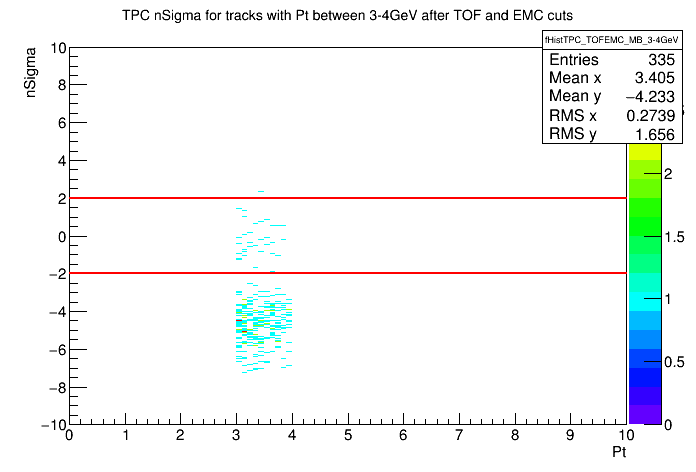 TPC nSigma for tracks with Pt between 3-4GeV after TOF and EMC cuts
fHistTPC_TOFEMC_MB_3-4GeV
Entries 335
Mean x 3.405
Mean y −4.233
RMS x 0.2739
RMS y 1.656
nSigma
10
8
6
4
2
0
−2
−4
−6
−8
−10
0 1 2 3 4 5 6 7 8 9 10
Pt
2
1.5
1
0.5
0